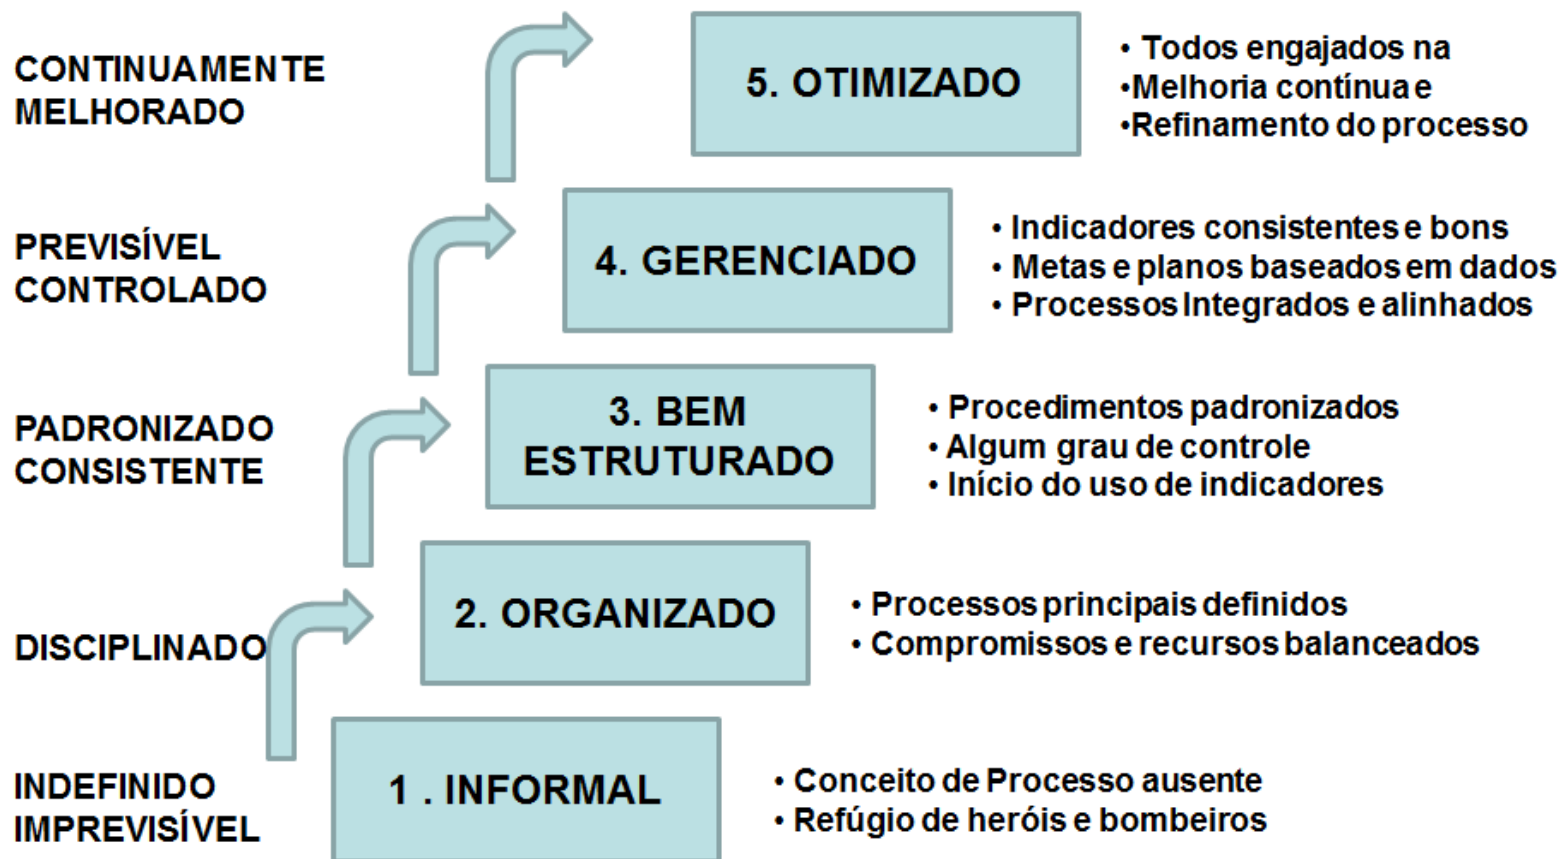 CONTINUAMENTE
MELHORADO
5. OTIMIZADO
• Todos engajados na
•Melhoria contínua e
•Refinamento do processo
PREVISÍVEL
CONTROLADO
4. GERENCIADO
• Indicadores consistentes e bons
• Metas e planos baseados em dados
• Processos Integrados e alinhados
PADRONIZADO
CONSISTENTE
3. BEM
ESTRUTURADO
• Procedimentos padronizados
• Algum grau de controle
• Início do uso de indicadores
DISCIPLINADO
2. ORGANIZADO
• Processos principais definidos
• Compromissos e recursos balanceados
INDEFINIDO
IMPREVISÍVEL
1 . INFORMAL
• Conceito de Processo ausente
• Refúgio de heróis e bombeiros